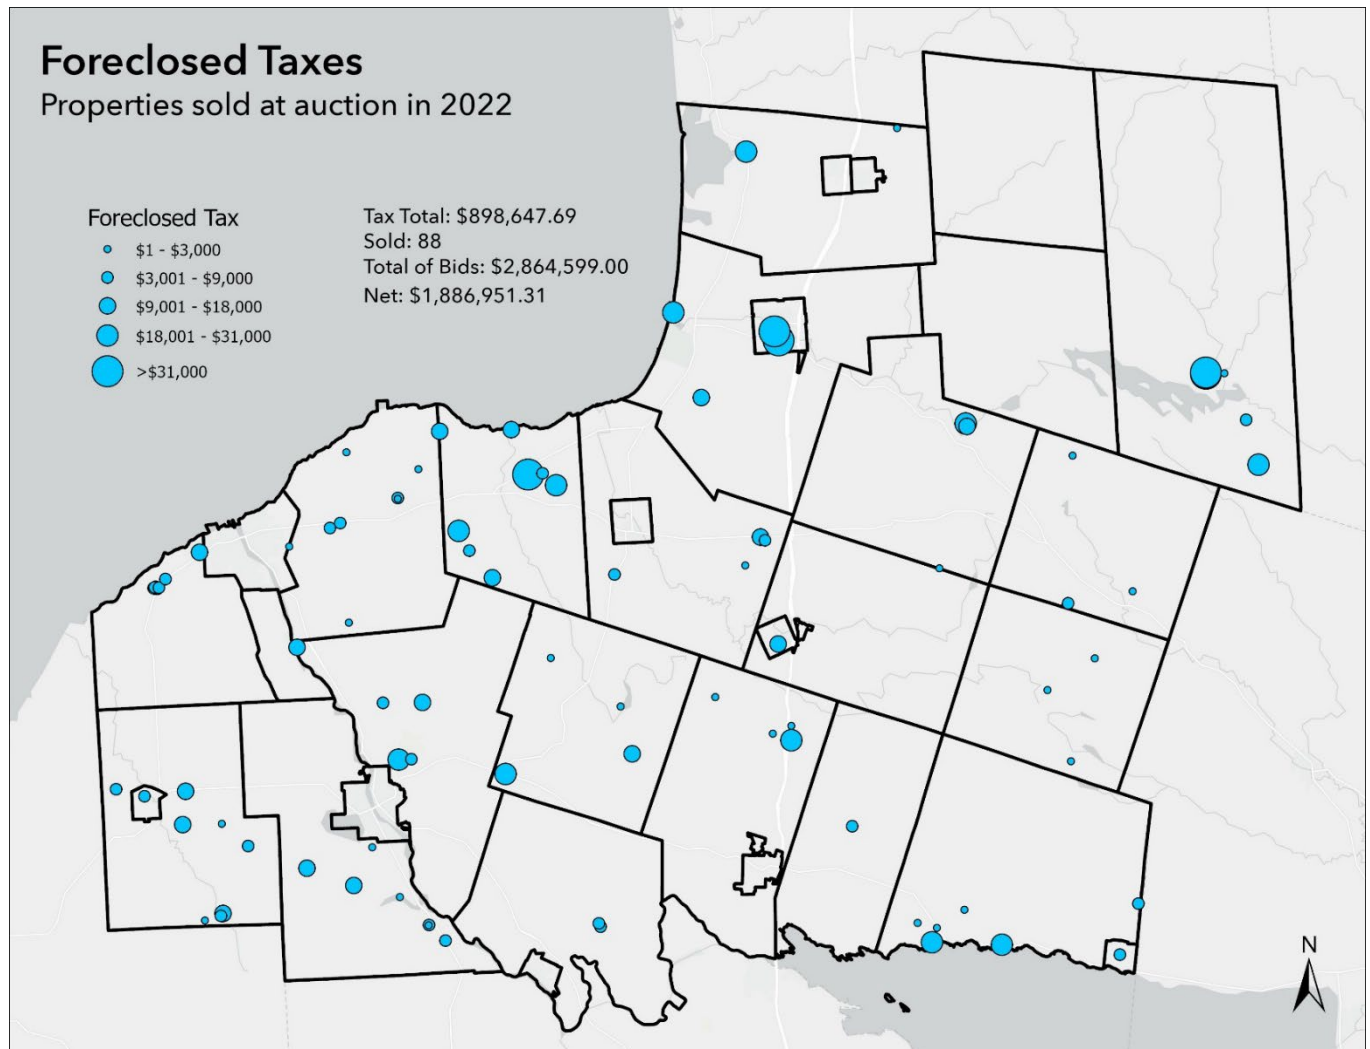 Foreclosed Taxes
Properties sold at auction in 2022
Foreclosed Tax
$1 - $3,000
$3,001 - $9,000
$9,001 - $18,000
$18,001 - $31,000
>$31,000
Tax Total: $898,647.69
Sold: 88
Total of Bids: $2,864,599.00
Net: $1,886,951.31
N